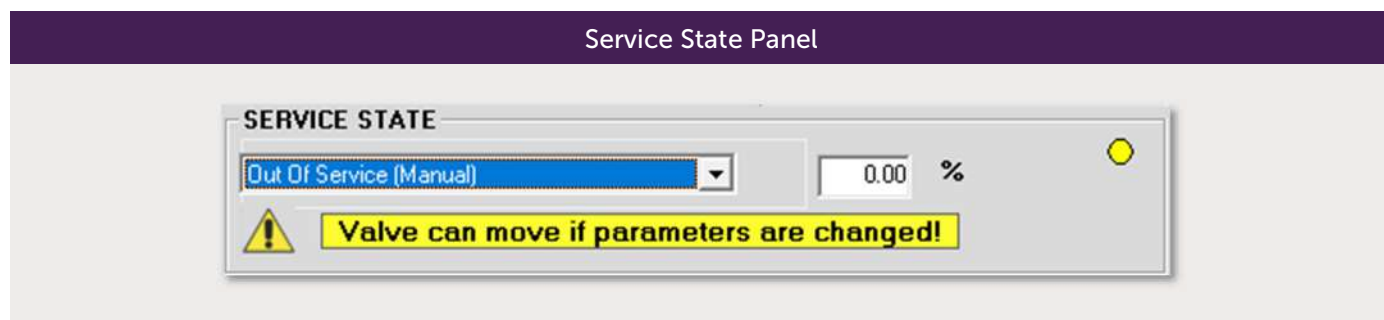 Service State Panel
SERVICE STATE
Out Of Service (Manual) 0.00 %
Valve can move if parameters are changed!